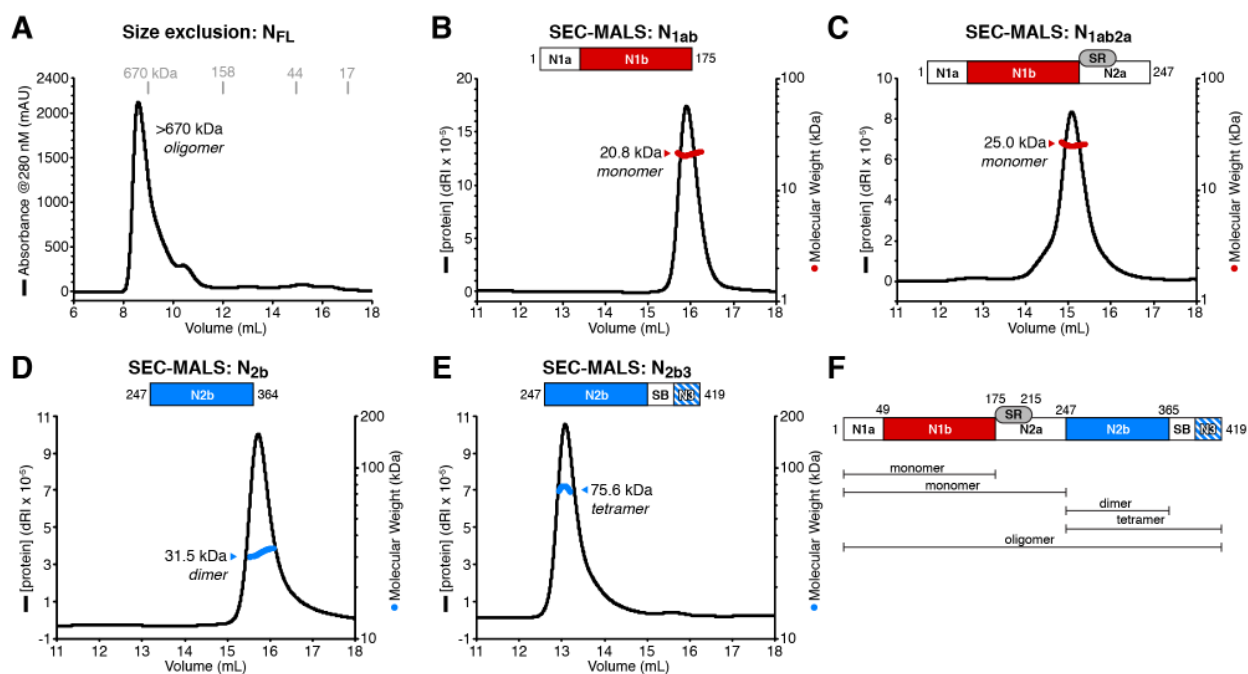 A
Size exclusion: NFL
670 kDa 158 44 17
2400
2000
1500
1000
500
0
Absorbance @280 nM (mAU)
>670 kDa
oligomer
6 8 10 12 14 16 18
Volume (mL)
B
SEC-MALS: N1ab
1 N1a N1b 175
20
15
10
5
0
[protein] (dRI x 10-5)
20.8 kDa
monomer
100
10
1
Molecular Weight (kDa)
11 12 13 14 15 16 17 18
Volume (mL)
C
SEC-MALS: N1ab2a
SR
1 N1a N1b N2a 247
10
8
6
4
2
0
[protein] (dRI x 10-5)
25.0 kDa
monomer
100
10
1
Molecular Weight (kDa)
11 12 13 14 15 16 17 18
Volume (mL)
D
SEC-MALS: N2b
247 N2b 364
11
9
7
5
3
1
-1
[protein] (dRI x 10-5)
31.5 kDa
dimer
200
100
10
Molecular Weight (kDa)
11 12 13 14 15 16 17 18
Volume (mL)
E
SEC-MALS: N2b3
247 N2b SB N3 419
11
9
7
5
3
1
-1
[protein] (dRI x 10-5)
75.6 kDa
tetramer
200
100
10
Molecular Weight (kDa)
11 12 13 14 15 16 17 18
Volume (mL)
F
49 175 215 247 365
SR
1 N1a N1b N2a N2b SB N3 419
monomer
monomer
dimer
tetramer
oligomer